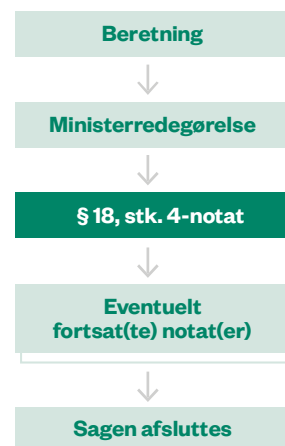 Beretning
Ministerredegørelse
§ 18, stk. 4-notat
Eventuelt
fortsat(te) notat(er)
Sagen afsluttes